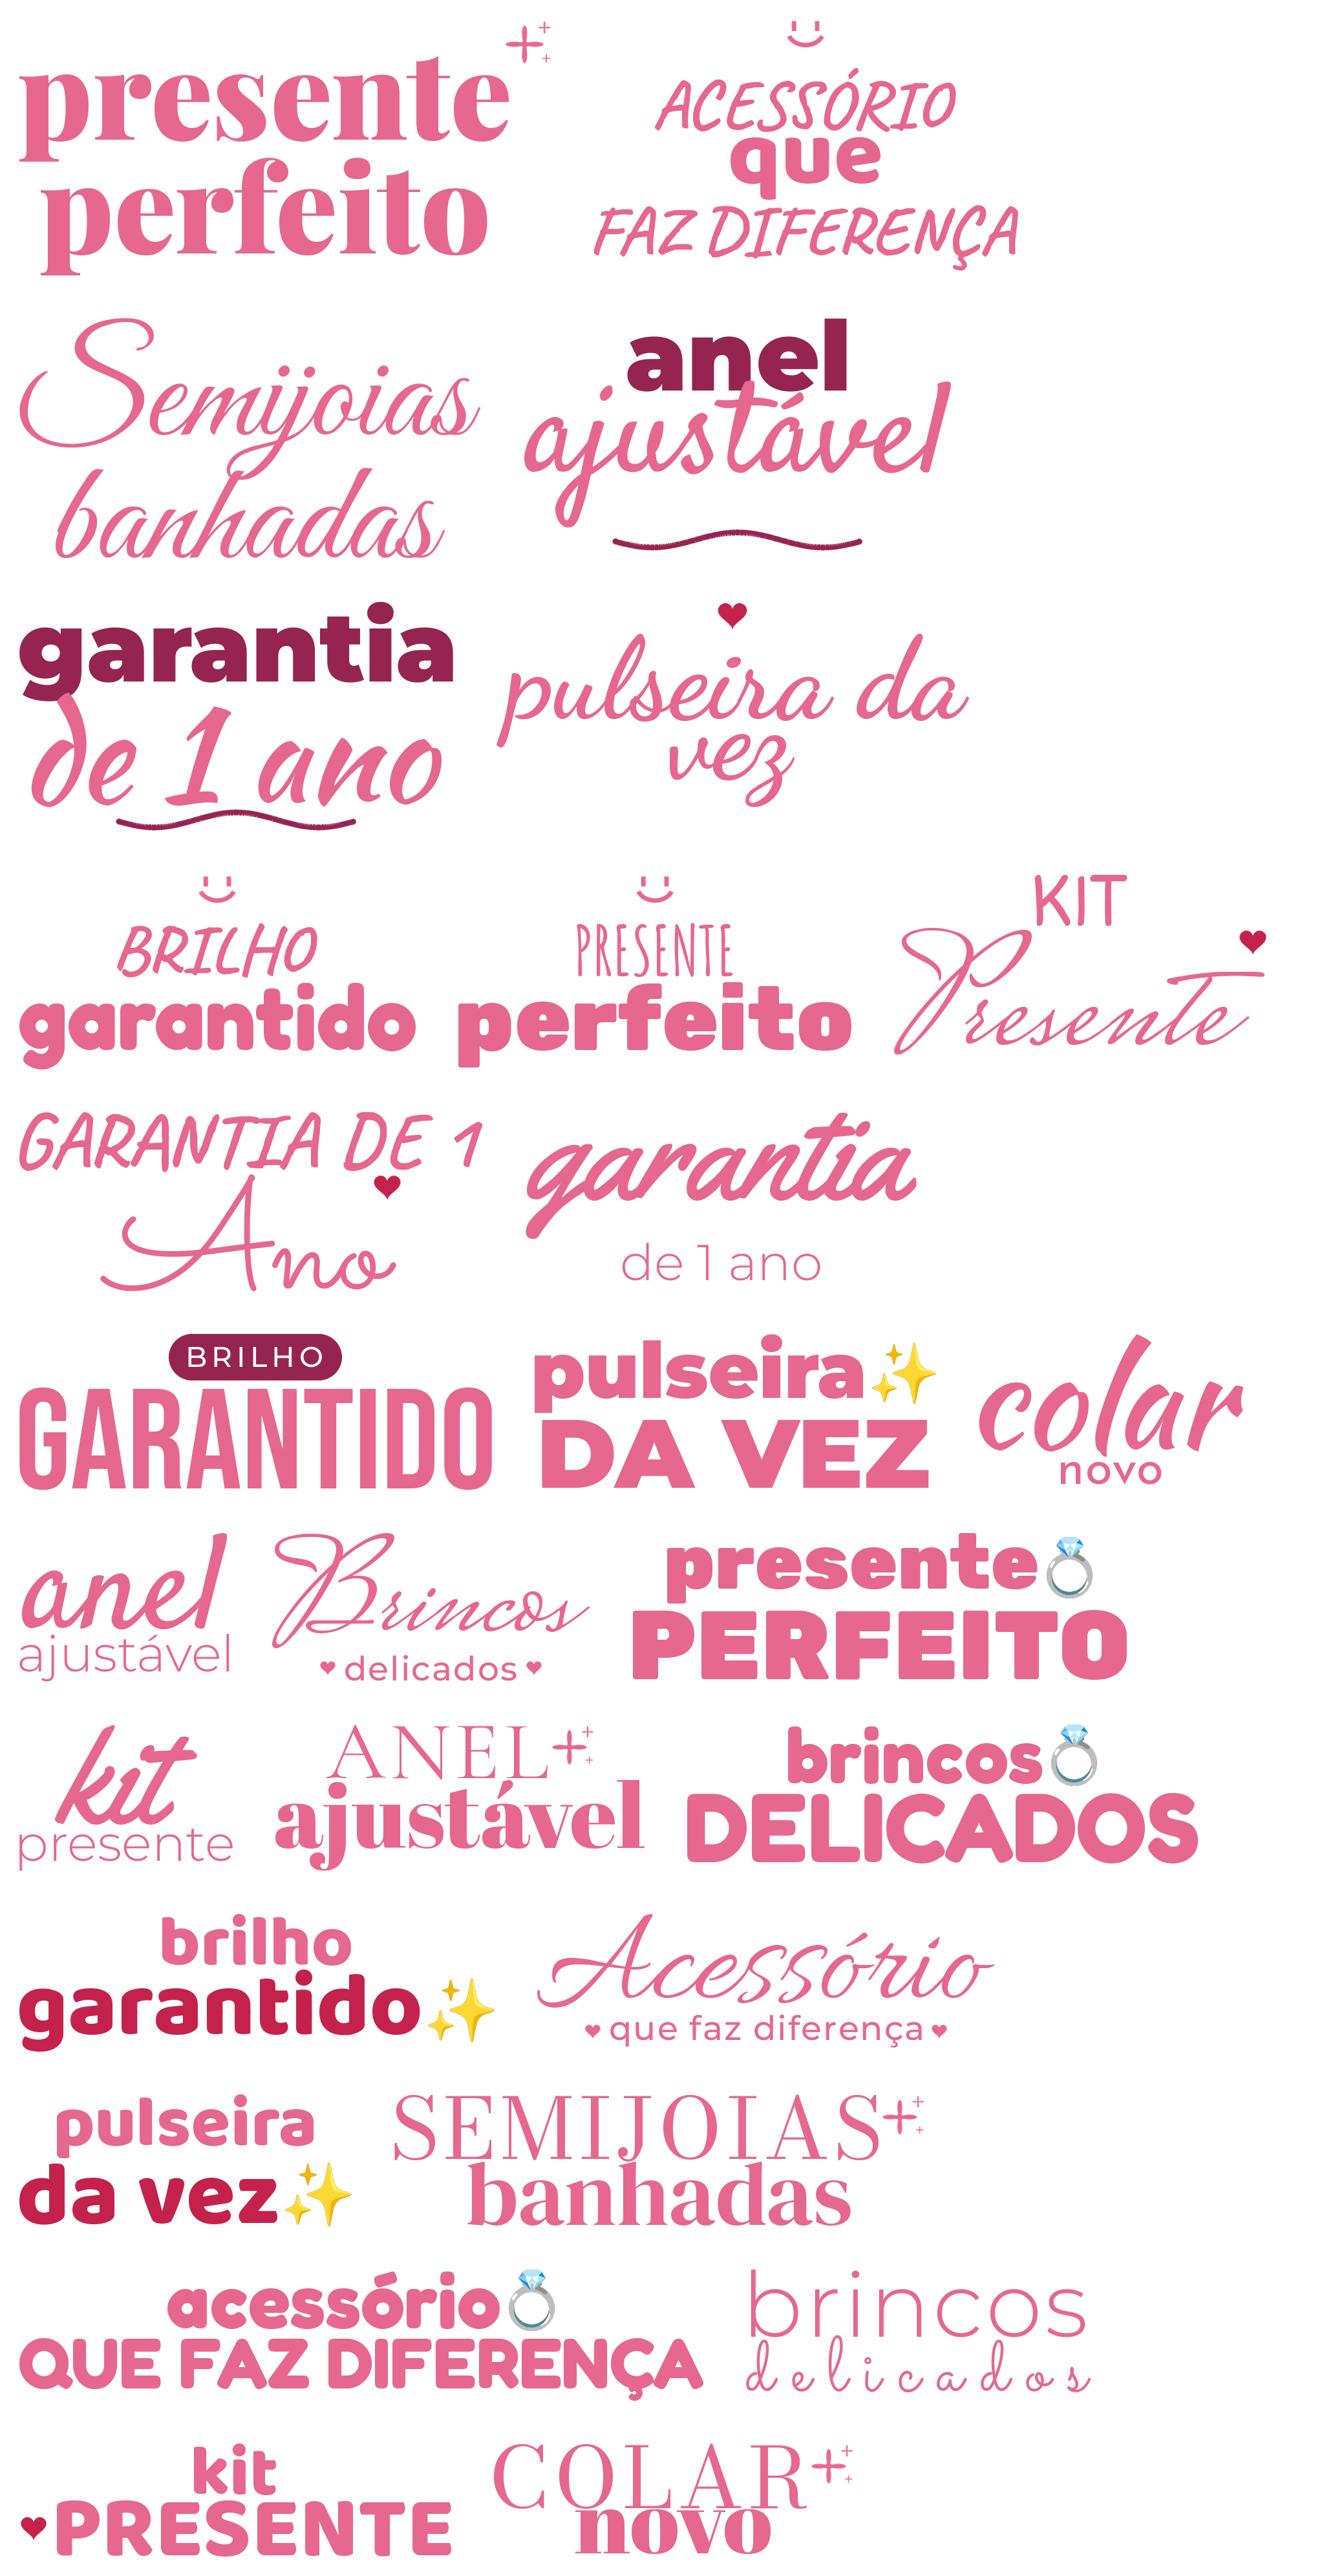 presente
perfeito
ACESSÓRIO
que
FAZ DIFERENÇA
Semijoias
banhadas
anel
ajustável
garantia
de 1 ano
pulseira da
vez
BRILHO
garantido
PRESENTE
perfeito
KIT
Presente
GARANTIA DE 1
Ano
garantia
de 1 ano
BRILHO
GARANTIDO
pulseira✨
DA VEZ
colar
novo
anel
ajustável
Brincos
delicados
presente💍
PERFEITO
kit
presente
ANEL
ajustável
brincos💍
DELICADOS
brilho
garantido✨
Acessório
que faz diferença
pulseira
da vez✨
SEMIJOIAS
banhadas
acessório💍
QUE FAZ DIFERENÇA
brincos
delicados
kit
PRESENTE
COLAR
novo